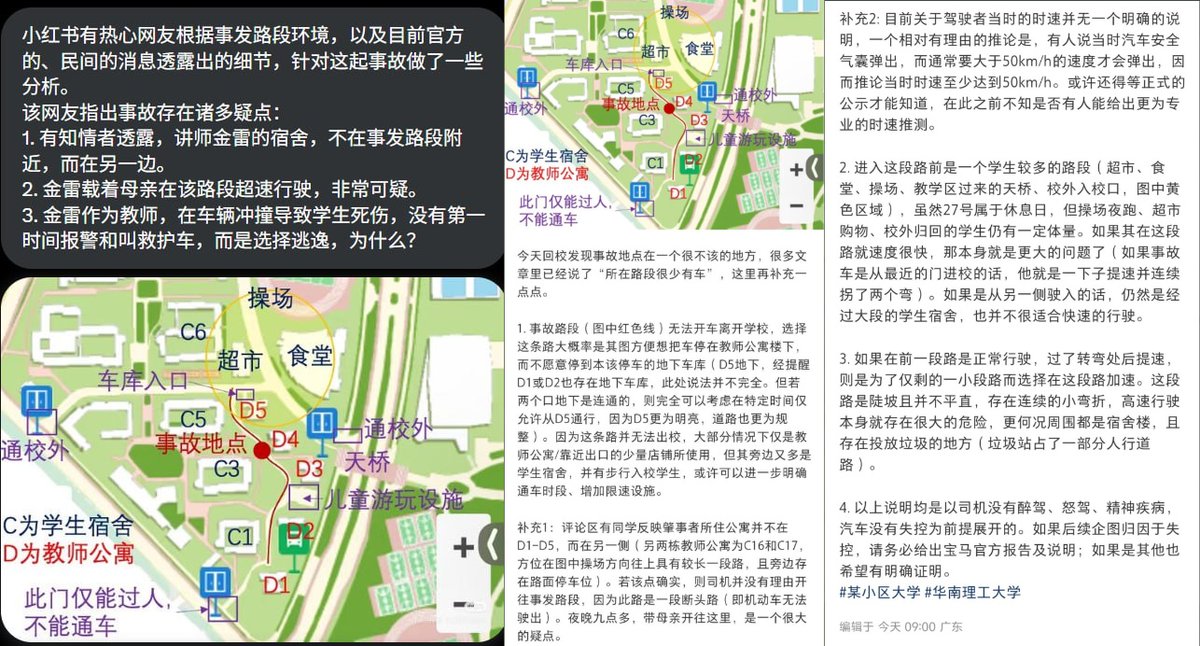 小红书有热心网友根据事发路段环境，以及目前官方
的、民间的消息透露出的细节，针对这起事故做了一些
分析。
该网友指出事故存在诸多疑点：
1. 有知情者透露，讲师金雷的宿舍，不在事发路段附
近，而在另一边。
2. 金雷载着母亲在该路段超速行驶，非常可疑。
3. 金雷作为教师，在车辆冲撞导致学生死伤，没有第一
时间报警和叫救护车，而是选择逃逸，为什么？
操场
C6
超市
食堂
车库入口
D5
C5
通校外
通校外
事故地点
D4
天桥
C3
D3
儿童游玩设施
C为学生宿舍
D为教师公寓
C1
D2
D1
此门仅能过人，
不能通车
操场
C6
超市
食堂
车库入口
D5
C5
通校外
通校外
事故地点
D4
天桥
C3
D3
儿童游玩设施
C为学生宿舍
D为教师公寓
C1
D2
D1
此门仅能过人，
不能通车
今天回校发现事故地点在一个很不该的地方，很多文
章里已经说了“所在路段很少有车”，这里再补充一
点点。
1. 事故路段（图中红色线）无法开车离开学校，选择
这条路大概率是其图方便想把车停在教师公寓楼下，
而不愿意停到本该停车的地下车库（D5地下，经提醒
D1或D2也存在地下车库，此处说法并不完全。但若
两个口地下是连通的，则完全可以考虑在特定时间仅
允许从D5通行，因为D5更为明亮，道路也更为规
整）。因为这条路并无法出校，大部分情况下仅是教
师公寓/靠近出口的少量店铺所使用，但其旁边又多是
学生宿舍，并有步行入校学生，或许可以进一步明确
通车时段、增加限速设施。
补充1：评论区有同学反映肇事者所住公寓并不在
D1-D5，而在另一侧（另两栋教师公寓为C16和C17，
方位在图中操场方向往上具有较长一段路，且旁边存
在路面停车位）。若该点确实，则司机并没有理由开
往事发路段，因为此路是一段断头路（即机动车无法
驶出）。夜晚九点多，带母亲开往这里，是一个很大
的疑点。
补充2: 目前关于驾驶者当时的时速并无一个明确的说
明，一个相对有理由的推论是，有人说当时汽车安全
气囊弹出，而通常要大于50km/h的速度才会弹出，因
而推论当时时速至少达到50km/h。或许还得等正式的
公示才能知道，在此之前不知是否有人能给出更为专
业的时速推测。
2. 进入这段路前是一个学生较多的路段（超市、食
堂、操场、教学区过来的天桥、校外入校口，图中黄
色区域），虽然27号属于休息日，但操场夜跑、超市
购物、校外归回的学生仍有一定体量。如果其在这段
路就速度很快，那本身就是更大的问题了（如果事故
车是从最近的门进校的话，他就是一下子提速并连续
拐了两个弯）。如果是从另一侧驶入的话，仍然是经
过大段的学生宿舍，也并不很适合快速的行驶。
3. 如果在前一段路是正常行驶，过了转弯处后提速，
则是为了仅剩的一小段路而选择在这段路加速。这段
路是陡坡且并不平直，存在连续的小弯折，高速行驶
本身就存在很大的危险，更何况周围都是宿舍楼，且
存在投放垃圾的地方（垃圾站占了一部分人行道
路）。
4. 以上说明均是以司机没有醉驾、怒驾、精神疾病，
汽车没有失控为前提展开的。如果后续企图归因于失
控，请务必给出宝马官方报告及说明；如果是其他也
希望有明确证明。
#某小区大学 #华南理工大学
编辑于 今天 09:00 广东